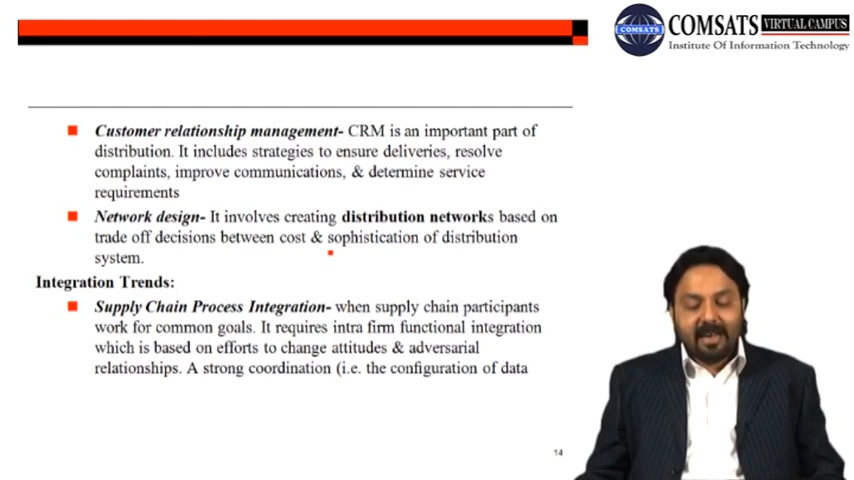 COMSATS
COMSATS VIRTUAL CAMPUS
Institute Of Information Technology
Customer relationship management- CRM is an important part of
distribution. It includes strategies to ensure deliveries, resolve
complaints, improve communications, & determine service
requirements
Network design- It involves creating distribution networks based on
trade off decisions between cost & sophistication of distribution
system.
Integration Trends:
Supply Chain Process Integration- when supply chain participants
work for common goals. It requires intra firm functional integration
which is based on efforts to change attitudes & adversarial
relationships. A strong coordination (i.e. the configuration of data
14